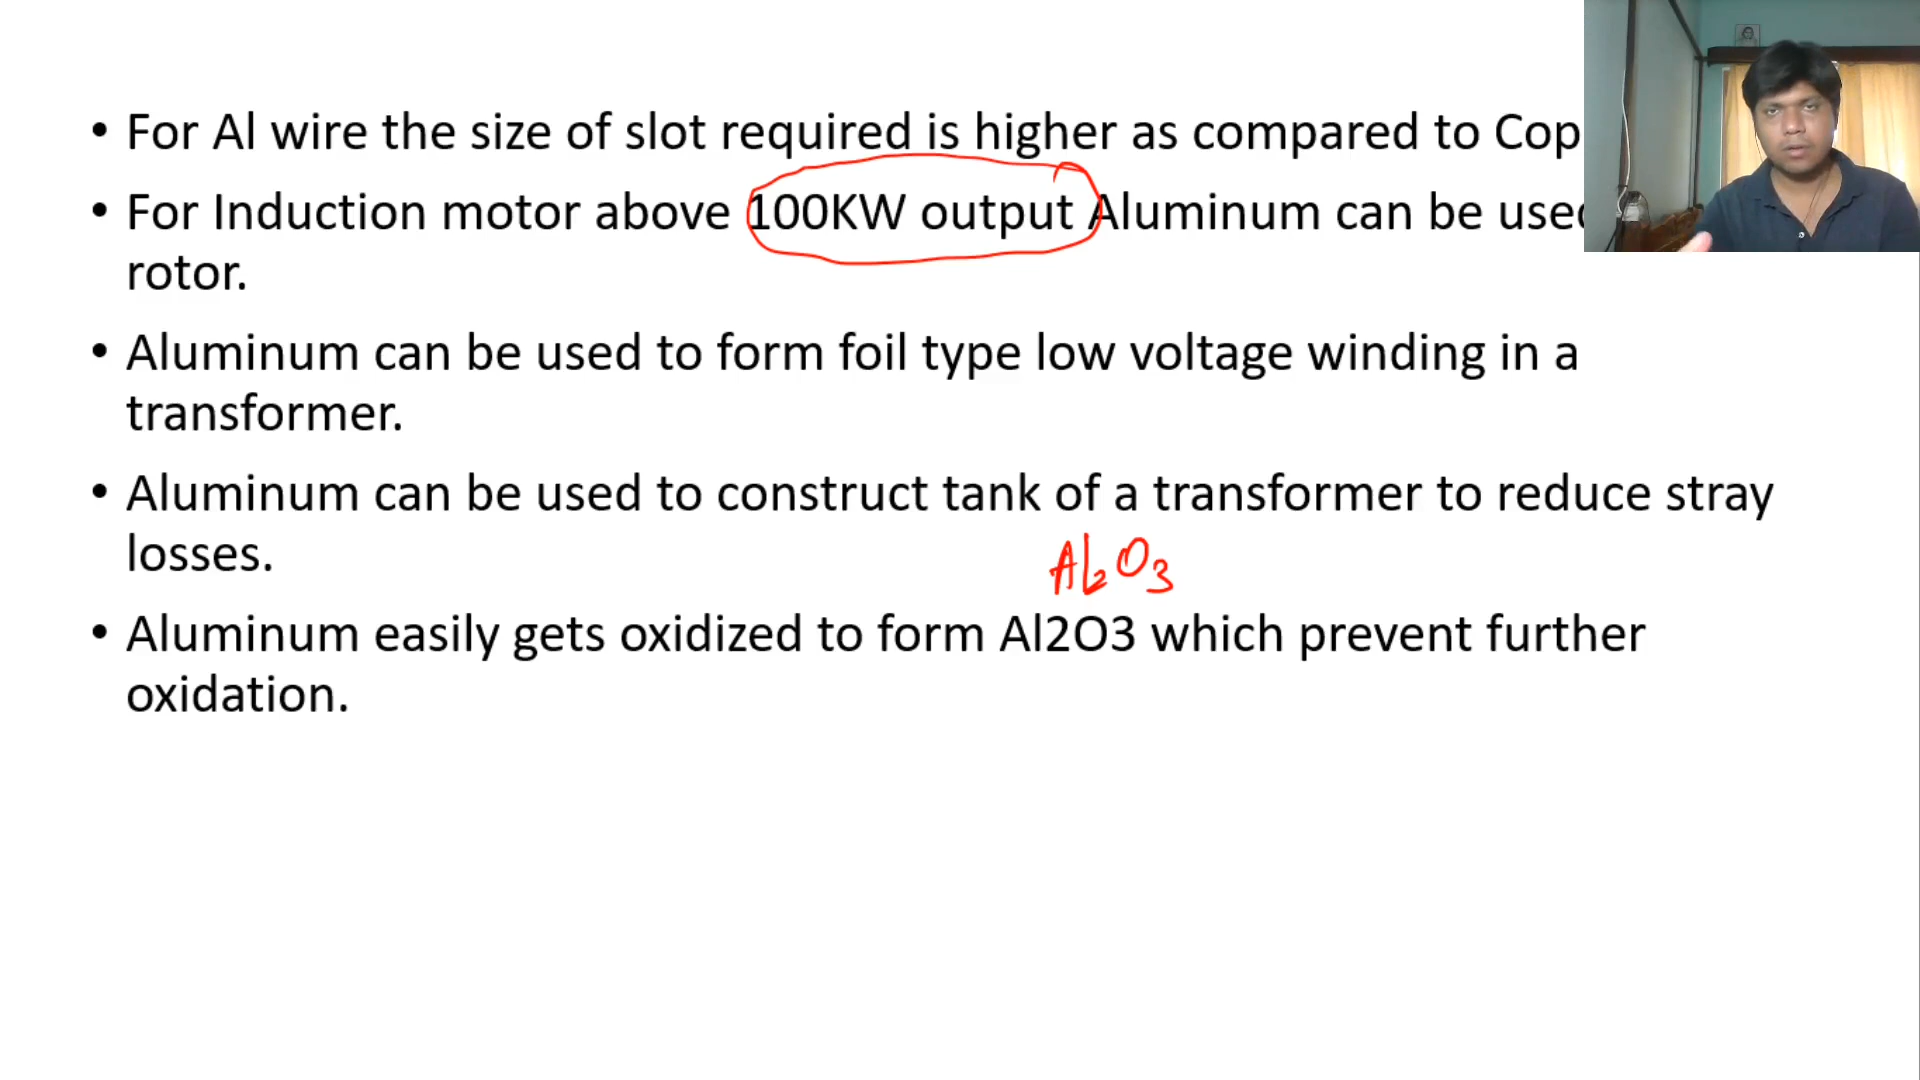 • For Al wire the size of slot required is higher as compared to
• For Induction motor above 100KW output Aluminum can be
rotor.
• Aluminum can be used to form foil type low voltage winding in a
transformer.
• Aluminum can be used to construct tank of a transformer to reduce stray
losses.
Al2O3
• Aluminum easily gets oxidized to form Al2O3 which prevent further
oxidation.